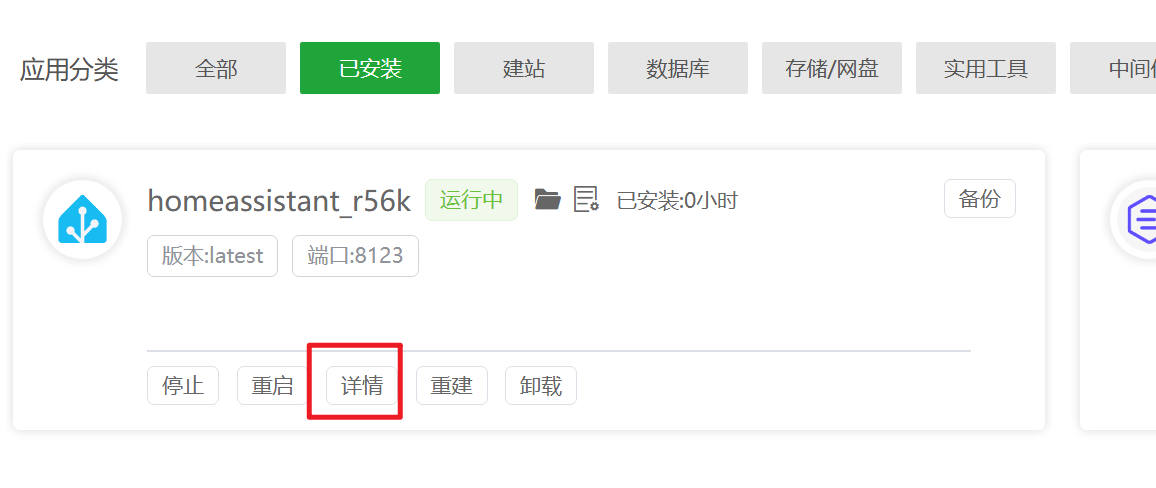 应用分类 全部 已安装 建站 数据库 存储/网盘 实用工具 中间
homeassistant_r56k 运行中 已安装:0小时 备份
版本:latest 端口:8123
停止 重启 详情 重建 卸载